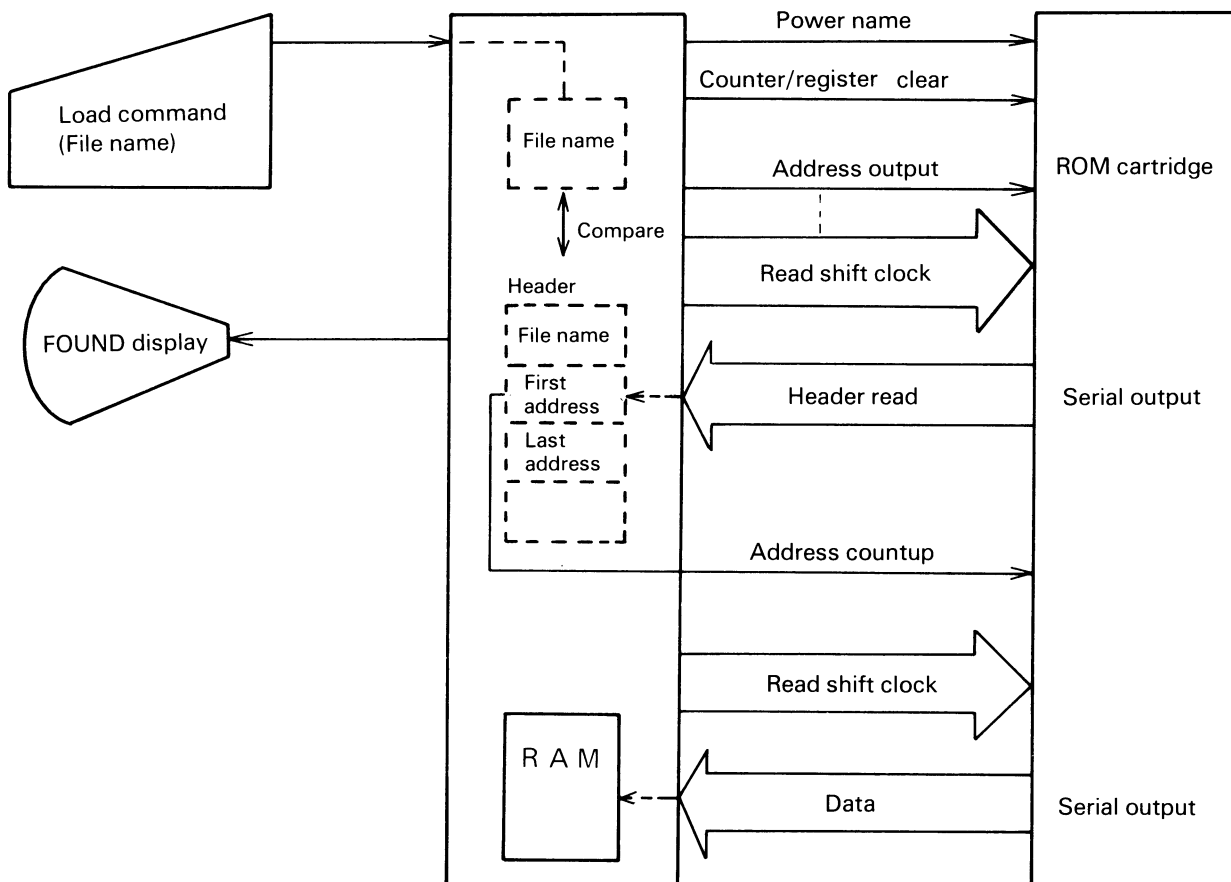 Power name
Counter/register clear
Load command
(File name)
File name
Address output
ROM cartridge
Compare
Read shift clock
Header
File name
FOUND display
First
address
Header read
Serial output
Last
address
Address countup
Read shift clock
RAM
Data
Serial output